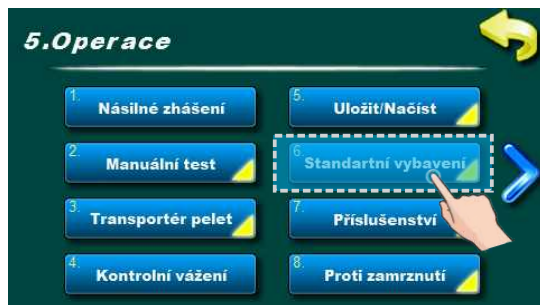 5.Operace
1. Násilné zhášení
2. Manuální test
3. Transportér pelet
4. Kontrolní vážení
5. Uložit/Načíst
6. Standartní vybavení
7. Příslušenství
8. Proti zamrznutí